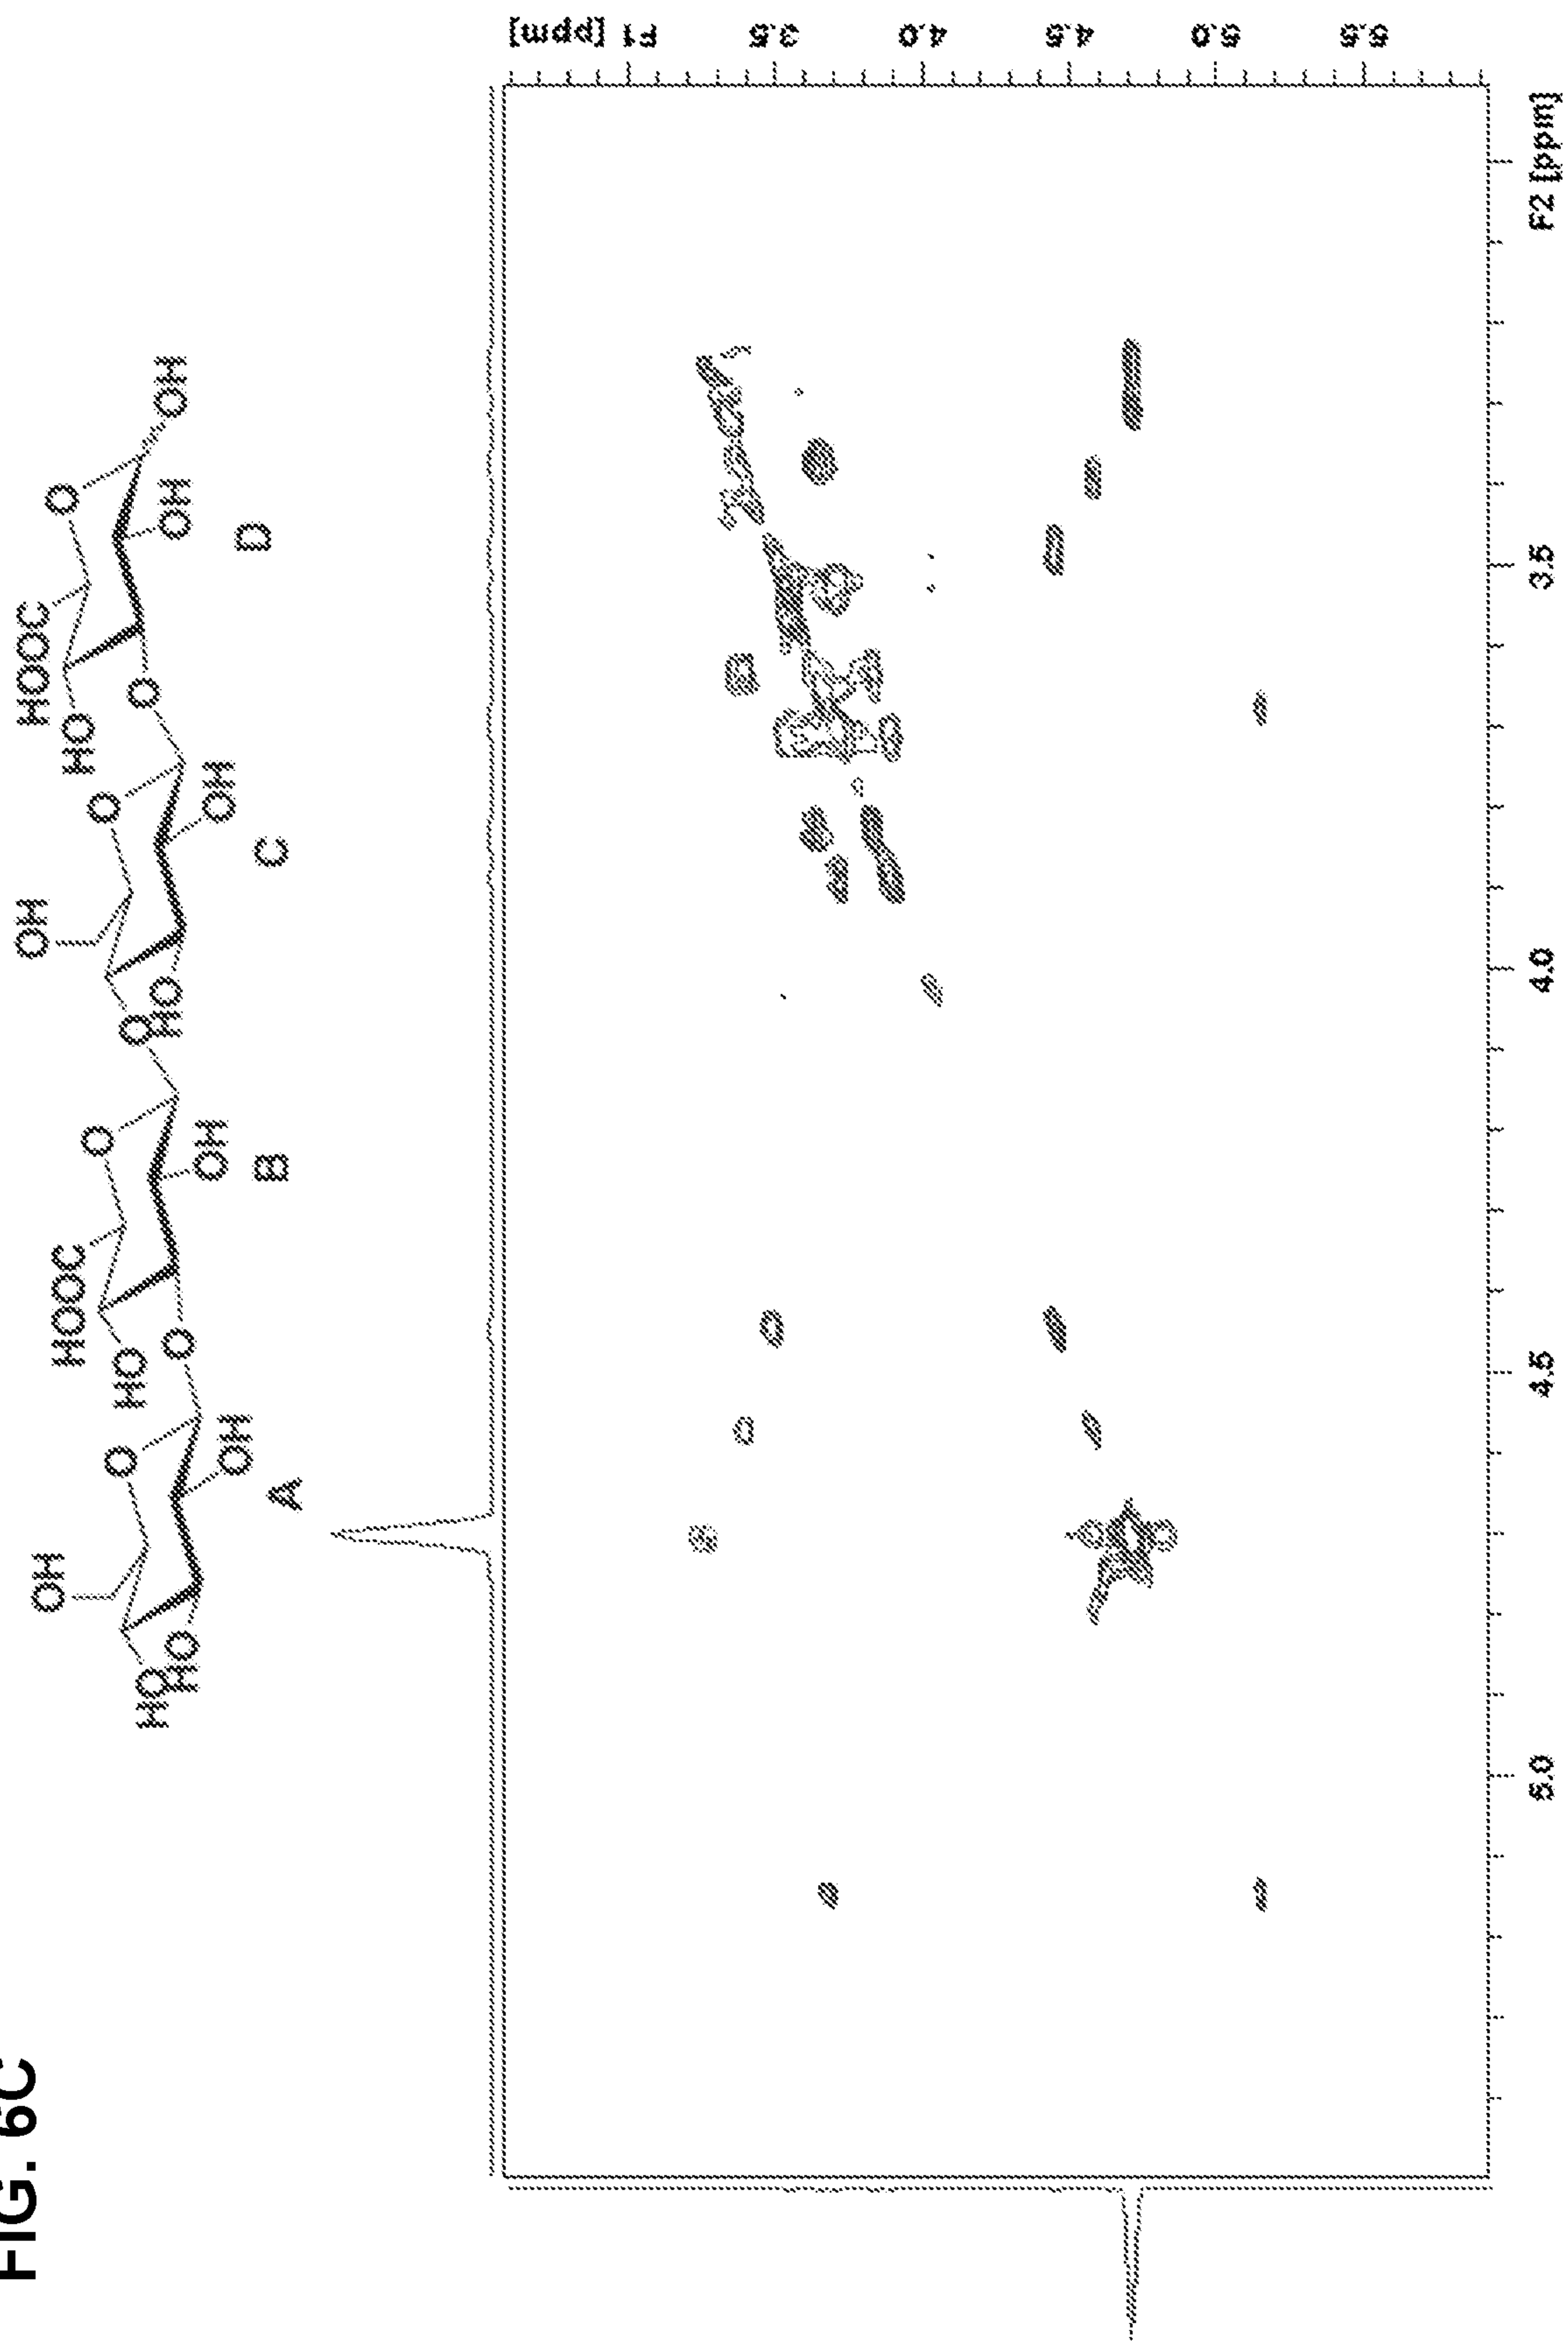 FIG. 6C
OH
HOOC
OH
HOOC
O
HO
O
O
O
HO
O
O
HO
HO
OH
OH
O
HO
OH
OH
OH
A
B
C
D
F1 [ppm]
3.5
4.0
4.5
5.0
5.5
5.0 4.5 4.0 3.5 F2 [ppm]